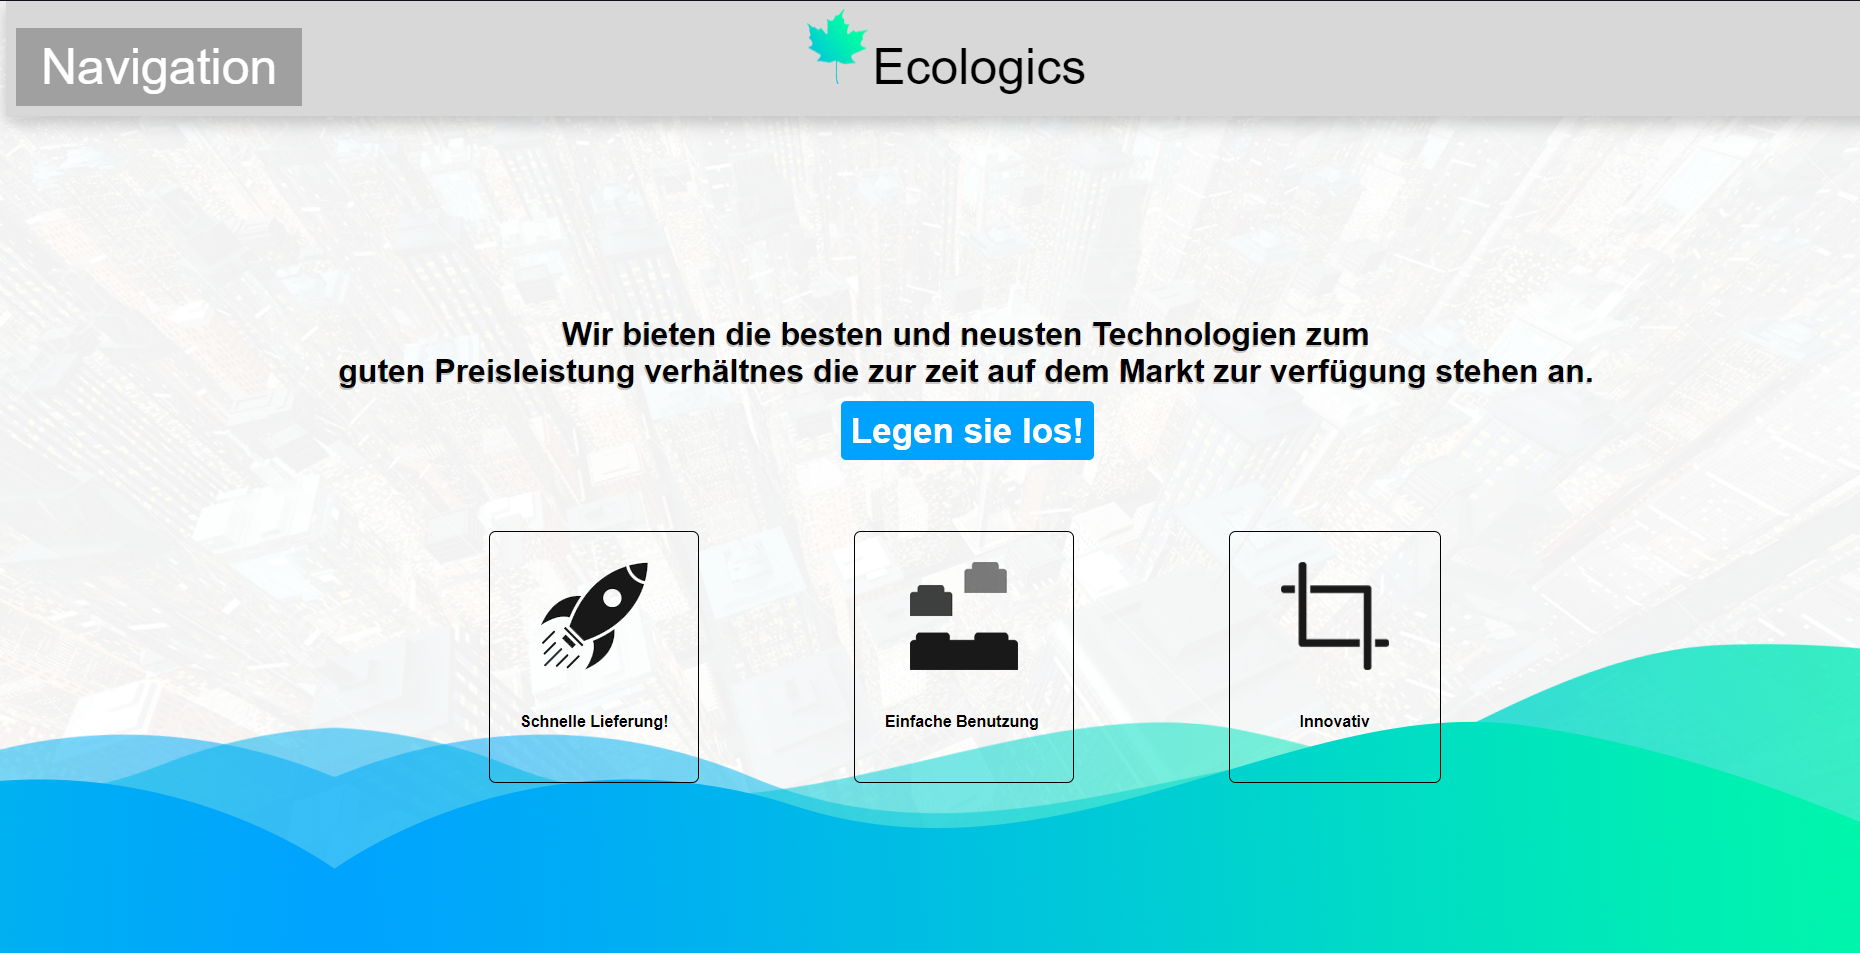 Navigation
Ecologics
Wir bieten die besten und neusten Technologien zum
guten Preisleistung verhältnes die zur zeit auf dem Markt zur verfügung stehen an.
Legen sie los!
Schnelle Lieferung!
Einfache Benutzung
Innovativ